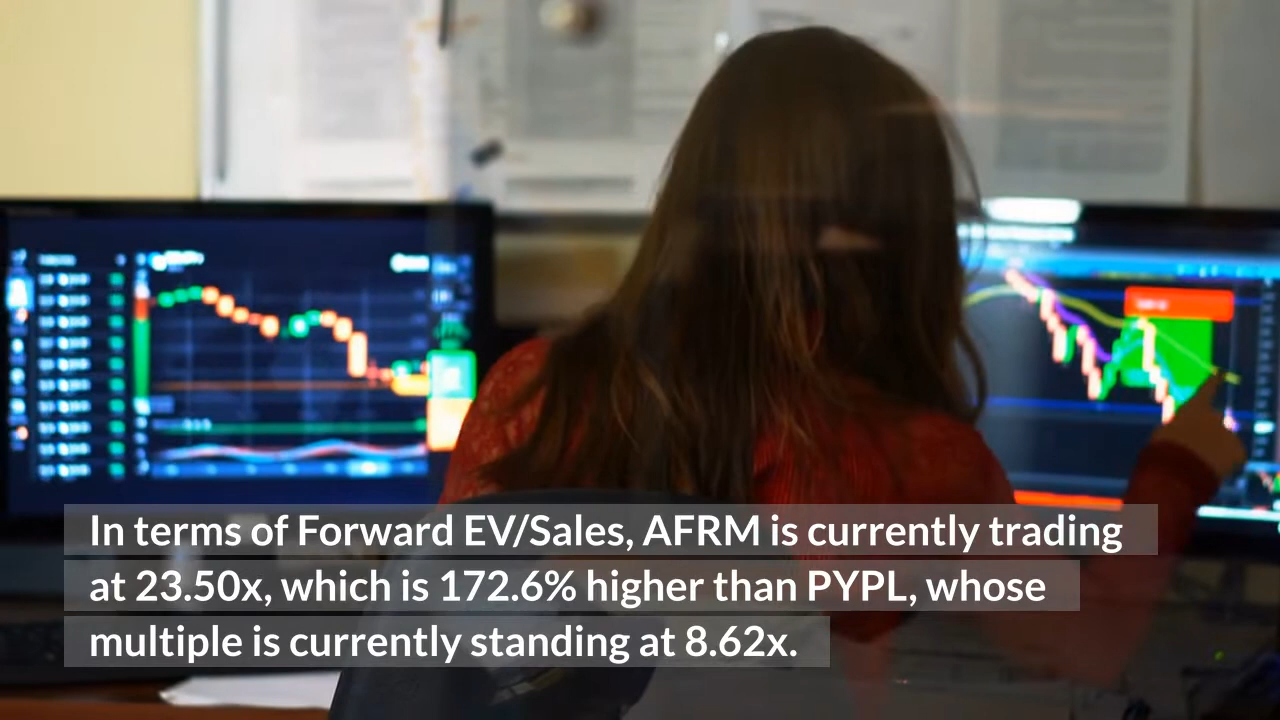 In terms of Forward EV/Sales, AFRM is currently trading
at 23.50x, which is 172.6% higher than PYPL, whose
multiple is currently standing at 8.62x.